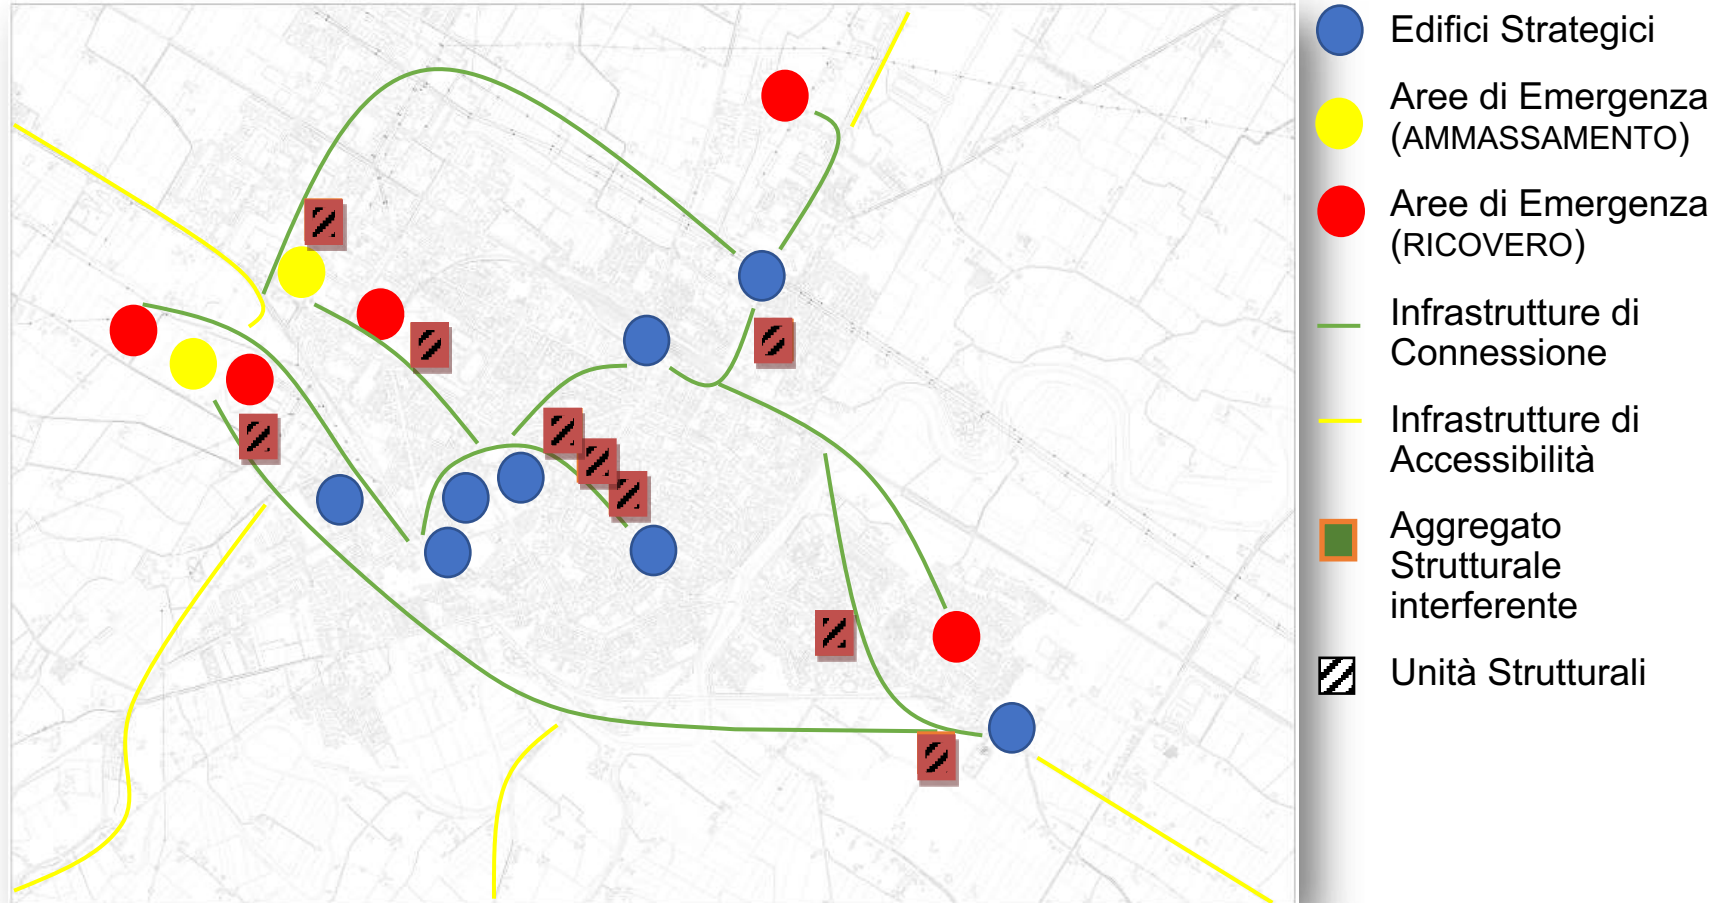 Edifici Strategici
Aree di Emergenza
(AMMASSAMENTO)
Aree di Emergenza
(RICOVERO)
Infrastrutture di
Connessione
Infrastrutture di
Accessibilità
Aggregato
Strutturale
interferente
Unità Strutturali